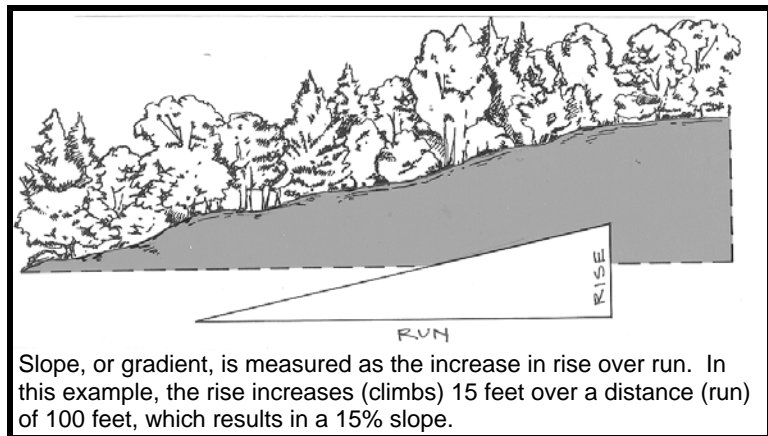 RISE
RUN
Slope, or gradient, is measured as the increase in rise over run. In
this example, the rise increases (climbs) 15 feet over a distance (run)
of 100 feet, which results in a 15% slope.